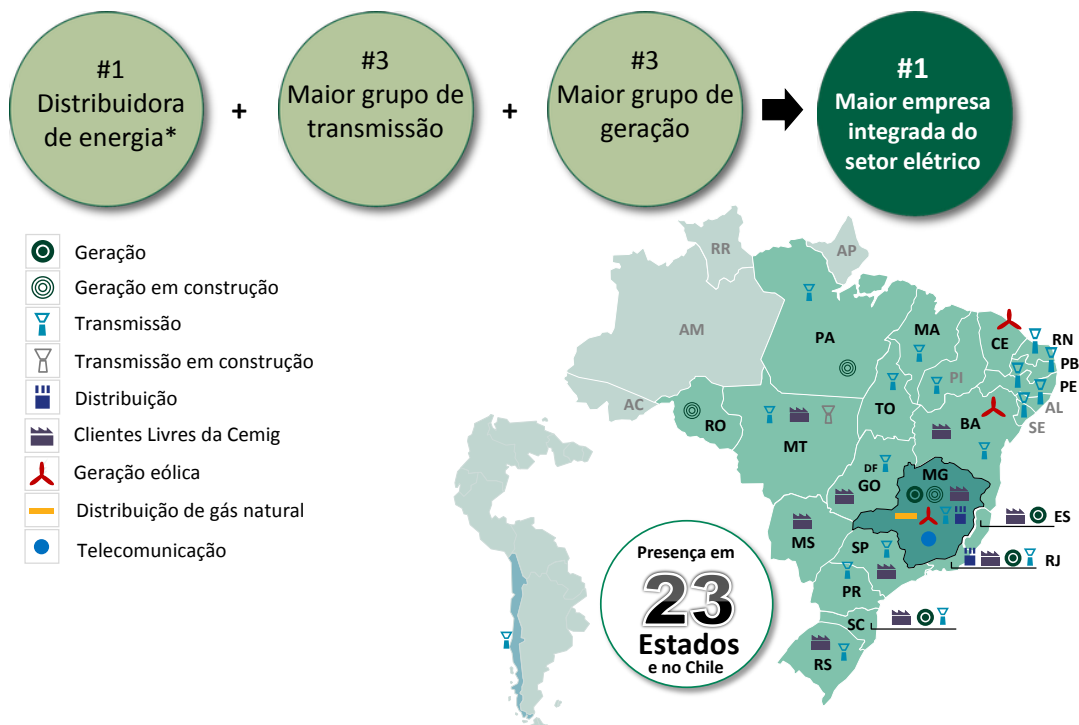 #1
Distribuidora
de energia*
+
#3
Maior grupo de
transmissão
+
#3
Maior grupo de
geração
#1
Maior empresa
integrada do
setor elétrico
Geração
Geração em construção
Transmissão
Transmissão em construção
Distribuição
Clientes Livres da Cemig
Geração eólica
Distribuição de gás natural
Telecomunicação
RR
AP
AM
PA
MA
CE
RN
PB
PI
PE
AC
RO
TO
AL
SE
BA
MT
DF
GO
MG
ES
MS
SP
RJ
PR
SC
RS
Presença em
23
Estados
e no Chile